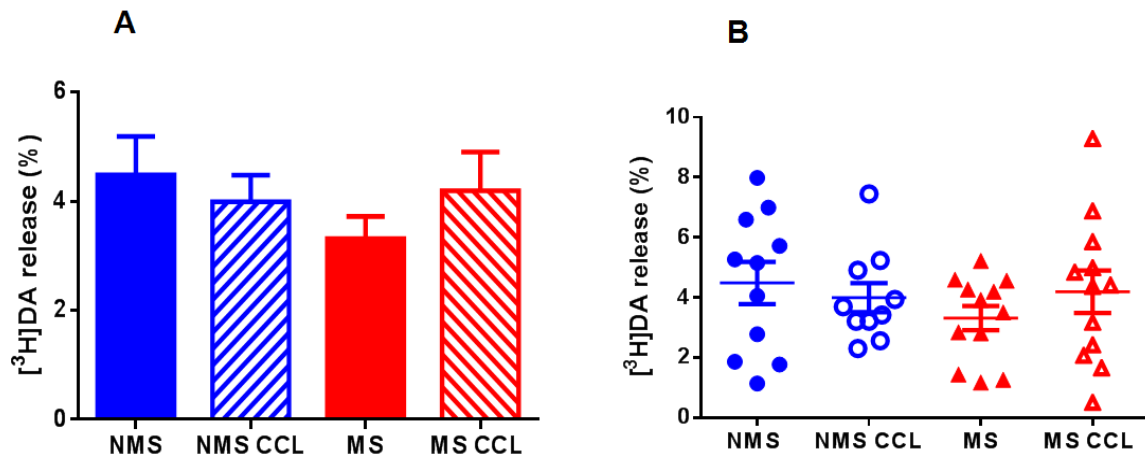 A
[³H]DA release (%)
6
4
2
0
NMS
NMS CCL
MS
MS CCL
B
[³H]DA release (%)
10
8
6
4
2
0
NMS
NMS CCL
MS
MS CCL